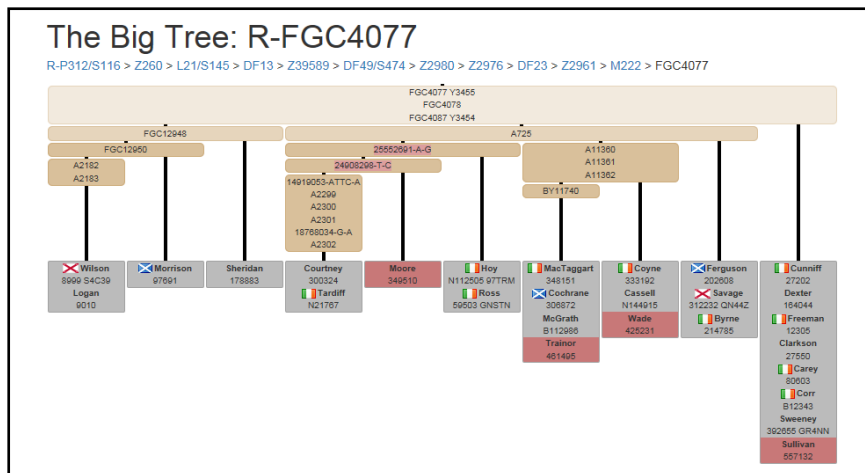 The Big Tree: R-FGC4077
R-P312/S116 > Z260 > L21/S145 > DF13 > Z39589 > DF49/S474 > Z2980 > Z2976 > DF23 > Z2961 > M222 > FGC4077
FGC4077 Y3455
FGC4078
FGC4087 Y3454
FGC12948
A725
FGC12950
25552691-A-G
A11360
A11361
A11362
A2182
A2183
24908298-T-C
14919053-ATTC-A
A2299
A2300
A2301
18768034-G-A
A2302
BY11740
Wilson
8999 S4C39
Logan
9010
Morrison
97691
Sheridan
178883
Courtney
300324
Tardiff
N21767
Moore
349510
Hoy
N112505 97TRM
Ross
59503 GNSTN
MacTaggart
348151
Cochrane
306872
McGrath
B112986
Trainor
461495
Coyne
333192
Cassell
N144915
Wade
425231
Ferguson
202608
Savage
312232 QN44Z
Byrne
214785
Cunniff
27202
Dexter
164044
Freeman
12305
Clarkson
27550
Carey
80603
Corr
B12343
Sweeney
392655 GR4NN
Sullivan
557132